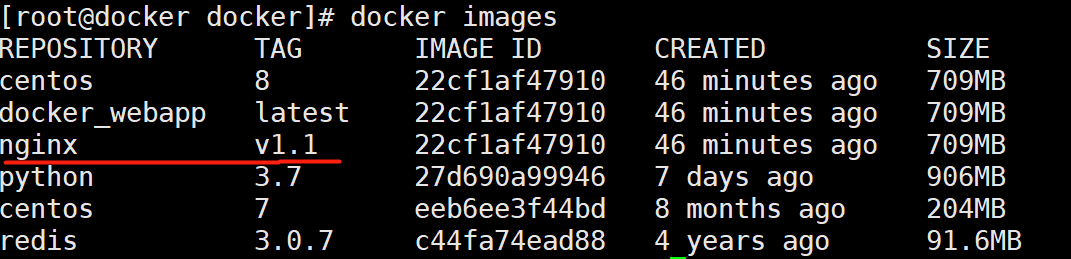 [root@docker docker]# docker images
REPOSITORY TAG IMAGE ID CREATED SIZE
centos 8 22cf1af47910 46 minutes ago 709MB
docker_webapp latest 22cf1af47910 46 minutes ago 709MB
nginx v1.1 22cf1af47910 46 minutes ago 709MB
python 3.7 27d690a99946 7 days ago 906MB
centos 7 eeb6ee3f44bd 8 months ago 204MB
redis 3.0.7 c44fa74ead88 4 years ago 91.6MB